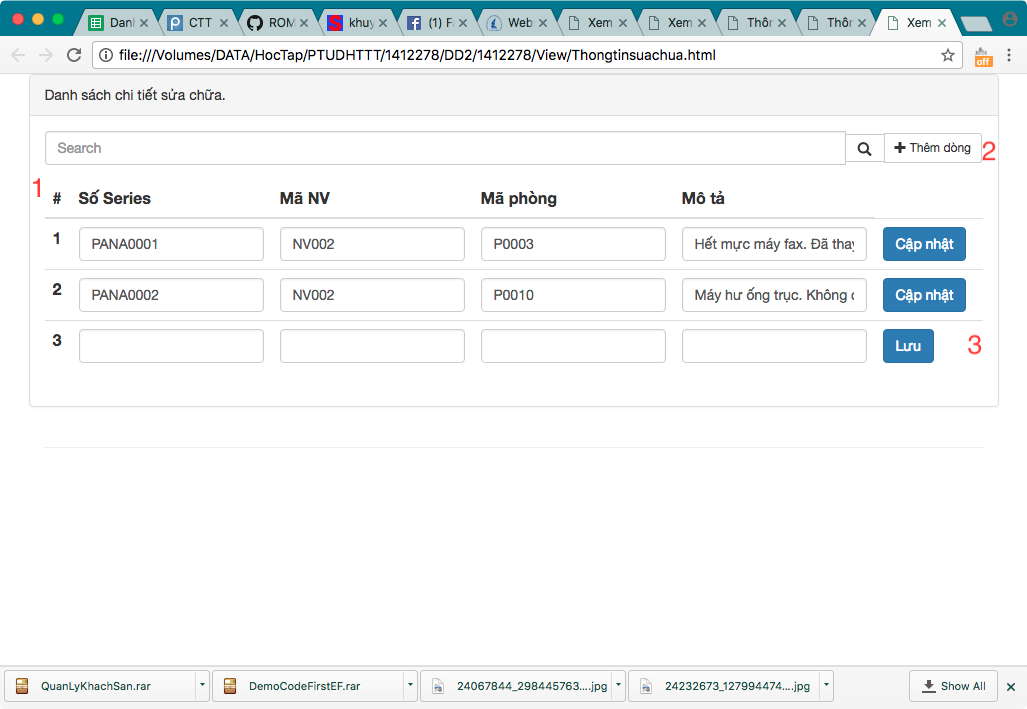 Danh
CTT
ROM
khuy
(1) F
Web
Xem
Xem
Thôn
Thôn
Xem
file:///Volumes/DATA/HocTap/PTUDHTTT/1412278/DD2/1412278/View/Thongtinsuachua.html
off
Danh sách chi tiết sửa chữa.
Search
Thêm dòng
2
1
# Số Series Mã NV Mã phòng Mô tả
1 PANA0001 NV002 P0003 Hết mực máy fax. Đã thay Cập nhật
2 PANA0002 NV002 P0010 Máy hư ống trục. Không Cập nhật
3 Lưu 3
QuanLyKhachSan.rar DemoCodeFirstEF.rar 24067844_298445763....jpg 24232673_127994474....jpg Show All